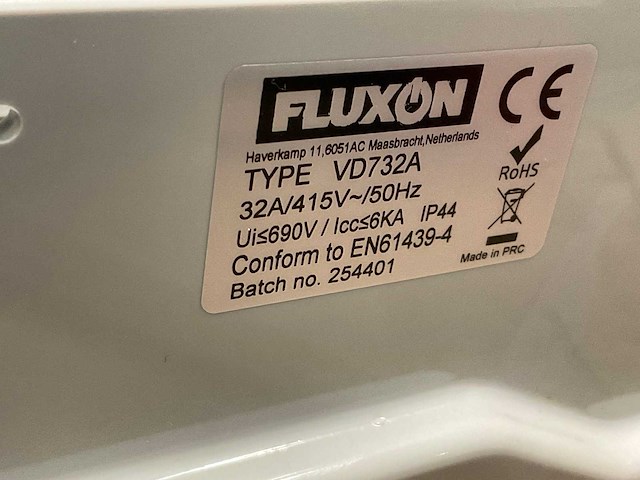 FLUXON
CE
Haverkamp 11,6051AC Maasbracht,Netherlands
TYPE VD732A
RoHS
32A/415V~/50Hz
Ui≤690V / Icc≤6KA IP44
Conform to EN61439-4
Made in PRC
Batch no. 254401